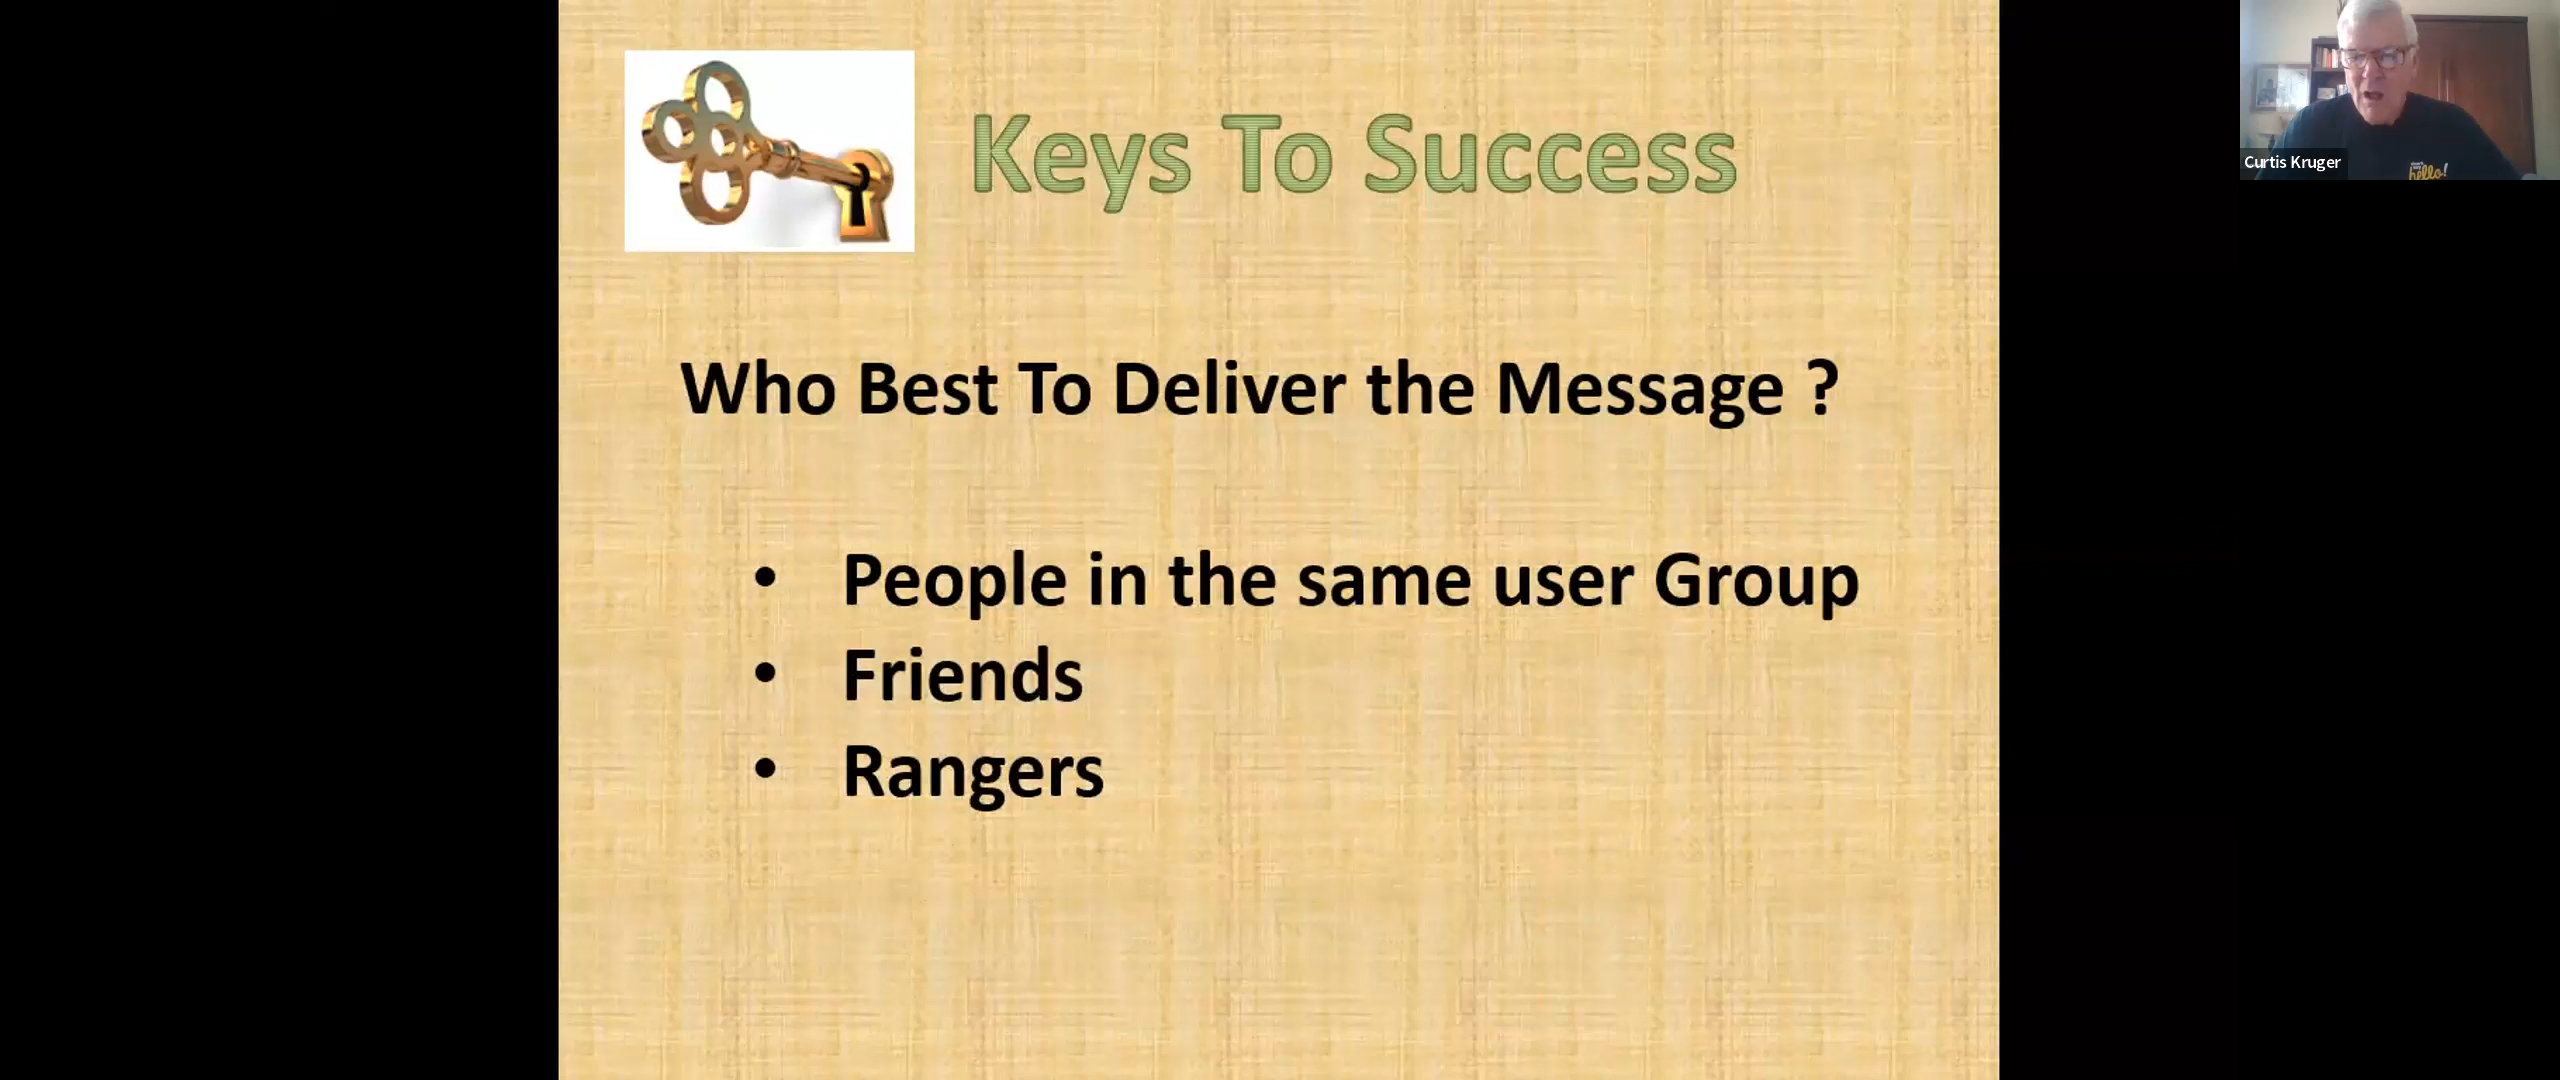 Keys To Success
Curtis Kruger
hello!
Who Best To Deliver the Message ?
• People in the same user Group
• Friends
• Rangers